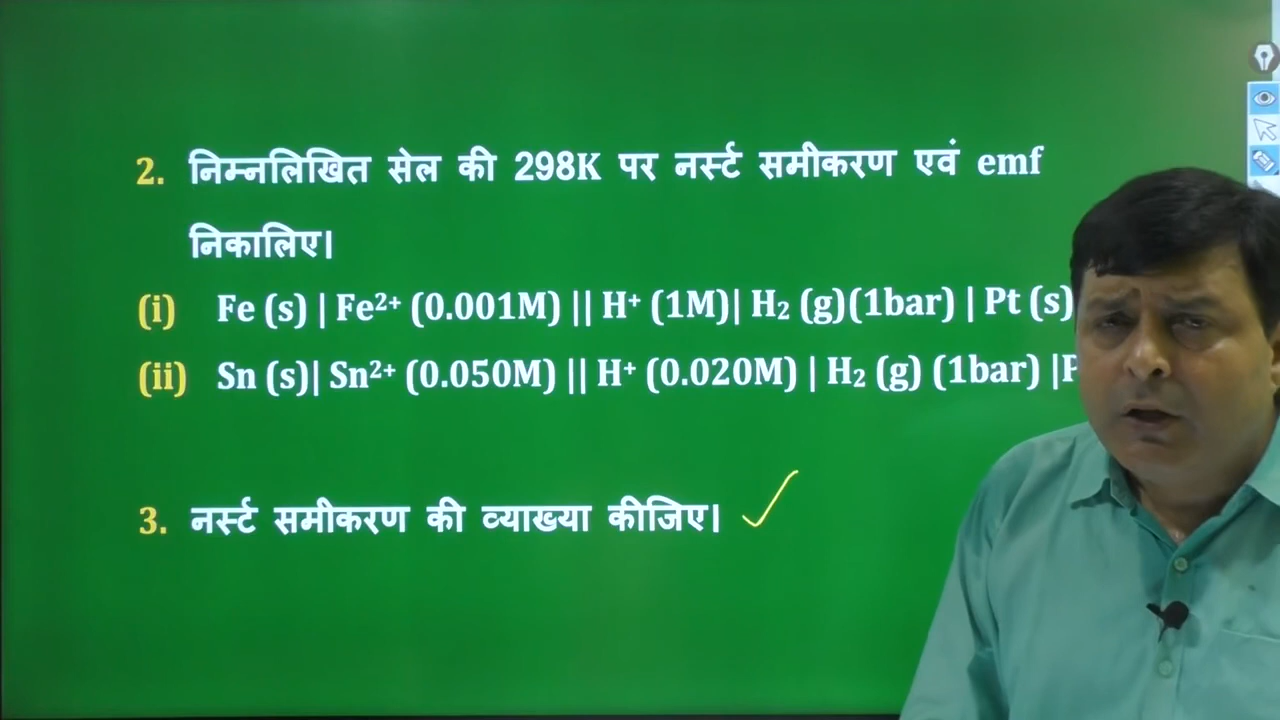 2. निम्नलिखित सेल की 298K पर नर्स्ट समीकरण एवं emf
निकालिए।
(i) Fe (s) | Fe²⁺ (0.001M) || H⁺ (1M)| H₂ (g)(1bar) | Pt (s)
(ii) Sn (s)| Sn²⁺ (0.050M) || H⁺ (0.020M) | H₂ (g) (1bar) |
3. नर्स्ट समीकरण की व्याख्या कीजिए।